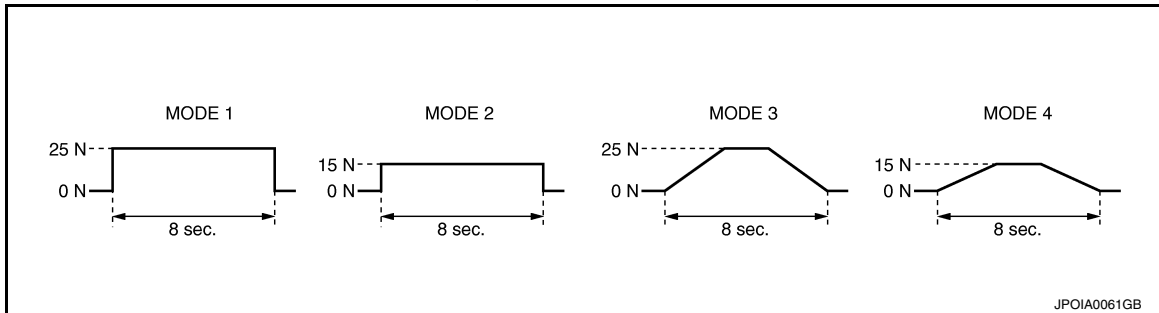 MODE 1
MODE 2
MODE 3
MODE 4
25 N
0 N
8 sec.
15 N
0 N
8 sec.
25 N
0 N
8 sec.
15 N
0 N
8 sec.
JPOIA0061GB